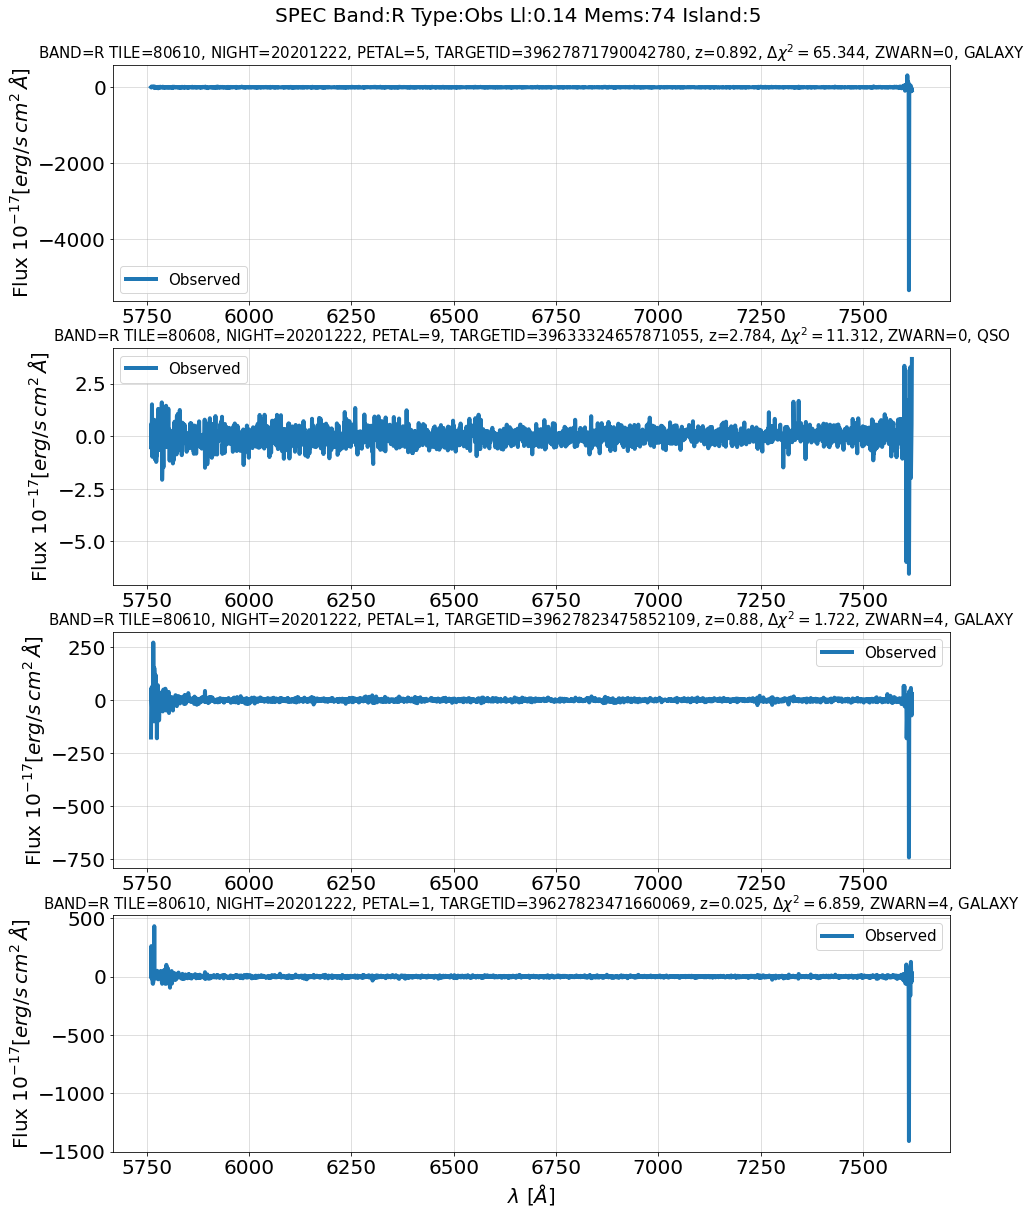 SPEC Band:R Type:Obs Ll:0.14 Mems:74 Island:5
BAND=R TILE=80610, NIGHT=20201222, PETAL=5, TARGETID=39627871790042780, z=0.892, Δχ² = 65.344, ZWARN=0, GALAXY
Flux 10⁻¹⁷[erg/s cm² Å]
0
−2000
−4000
Observed
5750 6000 6250 6500 6750 7000 7250 7500
BAND=R TILE=80608, NIGHT=20201222, PETAL=9, TARGETID=39633324657871055, z=2.784, Δχ² = 11.312, ZWARN=0, QSO
Flux 10⁻¹⁷[erg/s cm² Å]
Observed
2.5
0.0
−2.5
−5.0
5750 6000 6250 6500 6750 7000 7250 7500
BAND=R TILE=80610, NIGHT=20201222, PETAL=1, TARGETID=39627823475852109, z=0.88, Δχ² = 1.722, ZWARN=4, GALAXY
Flux 10⁻¹⁷[erg/s cm² Å]
Observed
250
0
−250
−500
−750
5750 6000 6250 6500 6750 7000 7250 7500
BAND=R TILE=80610, NIGHT=20201222, PETAL=1, TARGETID=39627823471660069, z=0.025, Δχ² = 6.859, ZWARN=4, GALAXY
Flux 10⁻¹⁷[erg/s cm² Å]
Observed
500
0
−500
−1000
−1500
5750 6000 6250 6500 6750 7000 7250 7500
λ [Å]